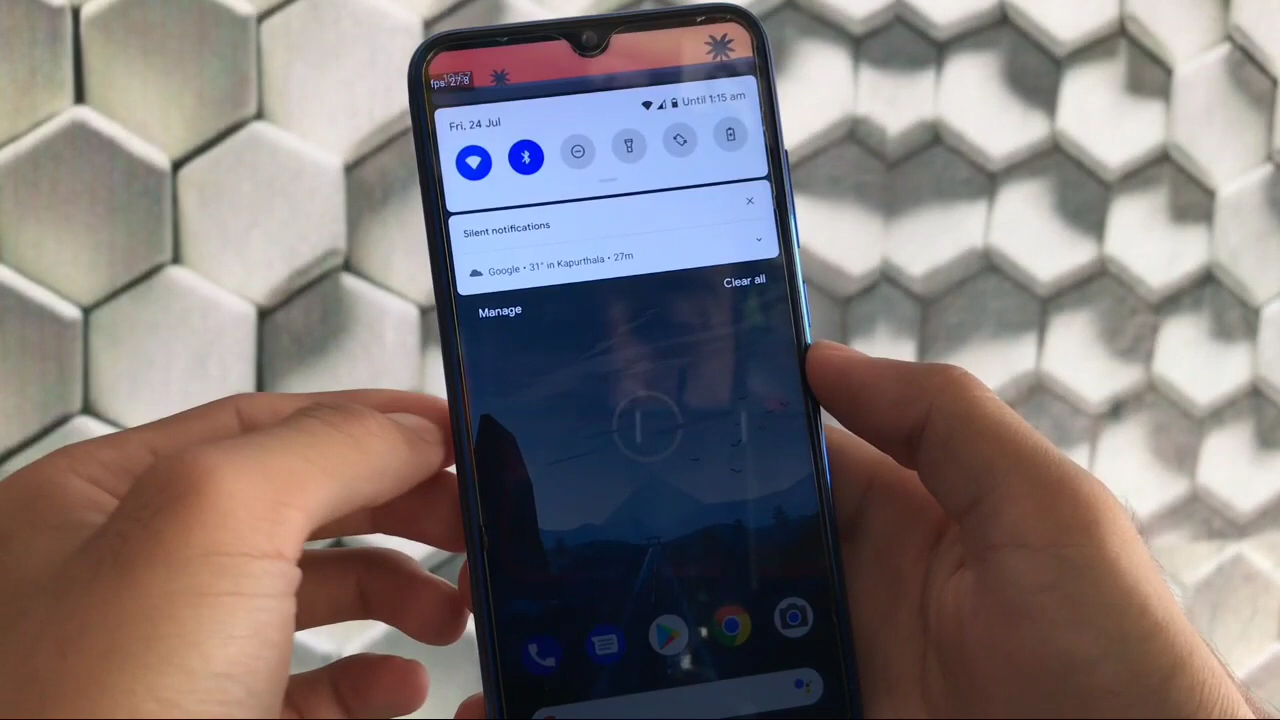 fps: 27.8
Until 1:15 am
Fri, 24 Jul
Silent notifications
Google • 31° in Kapurthala • 27m
Clear all
Manage